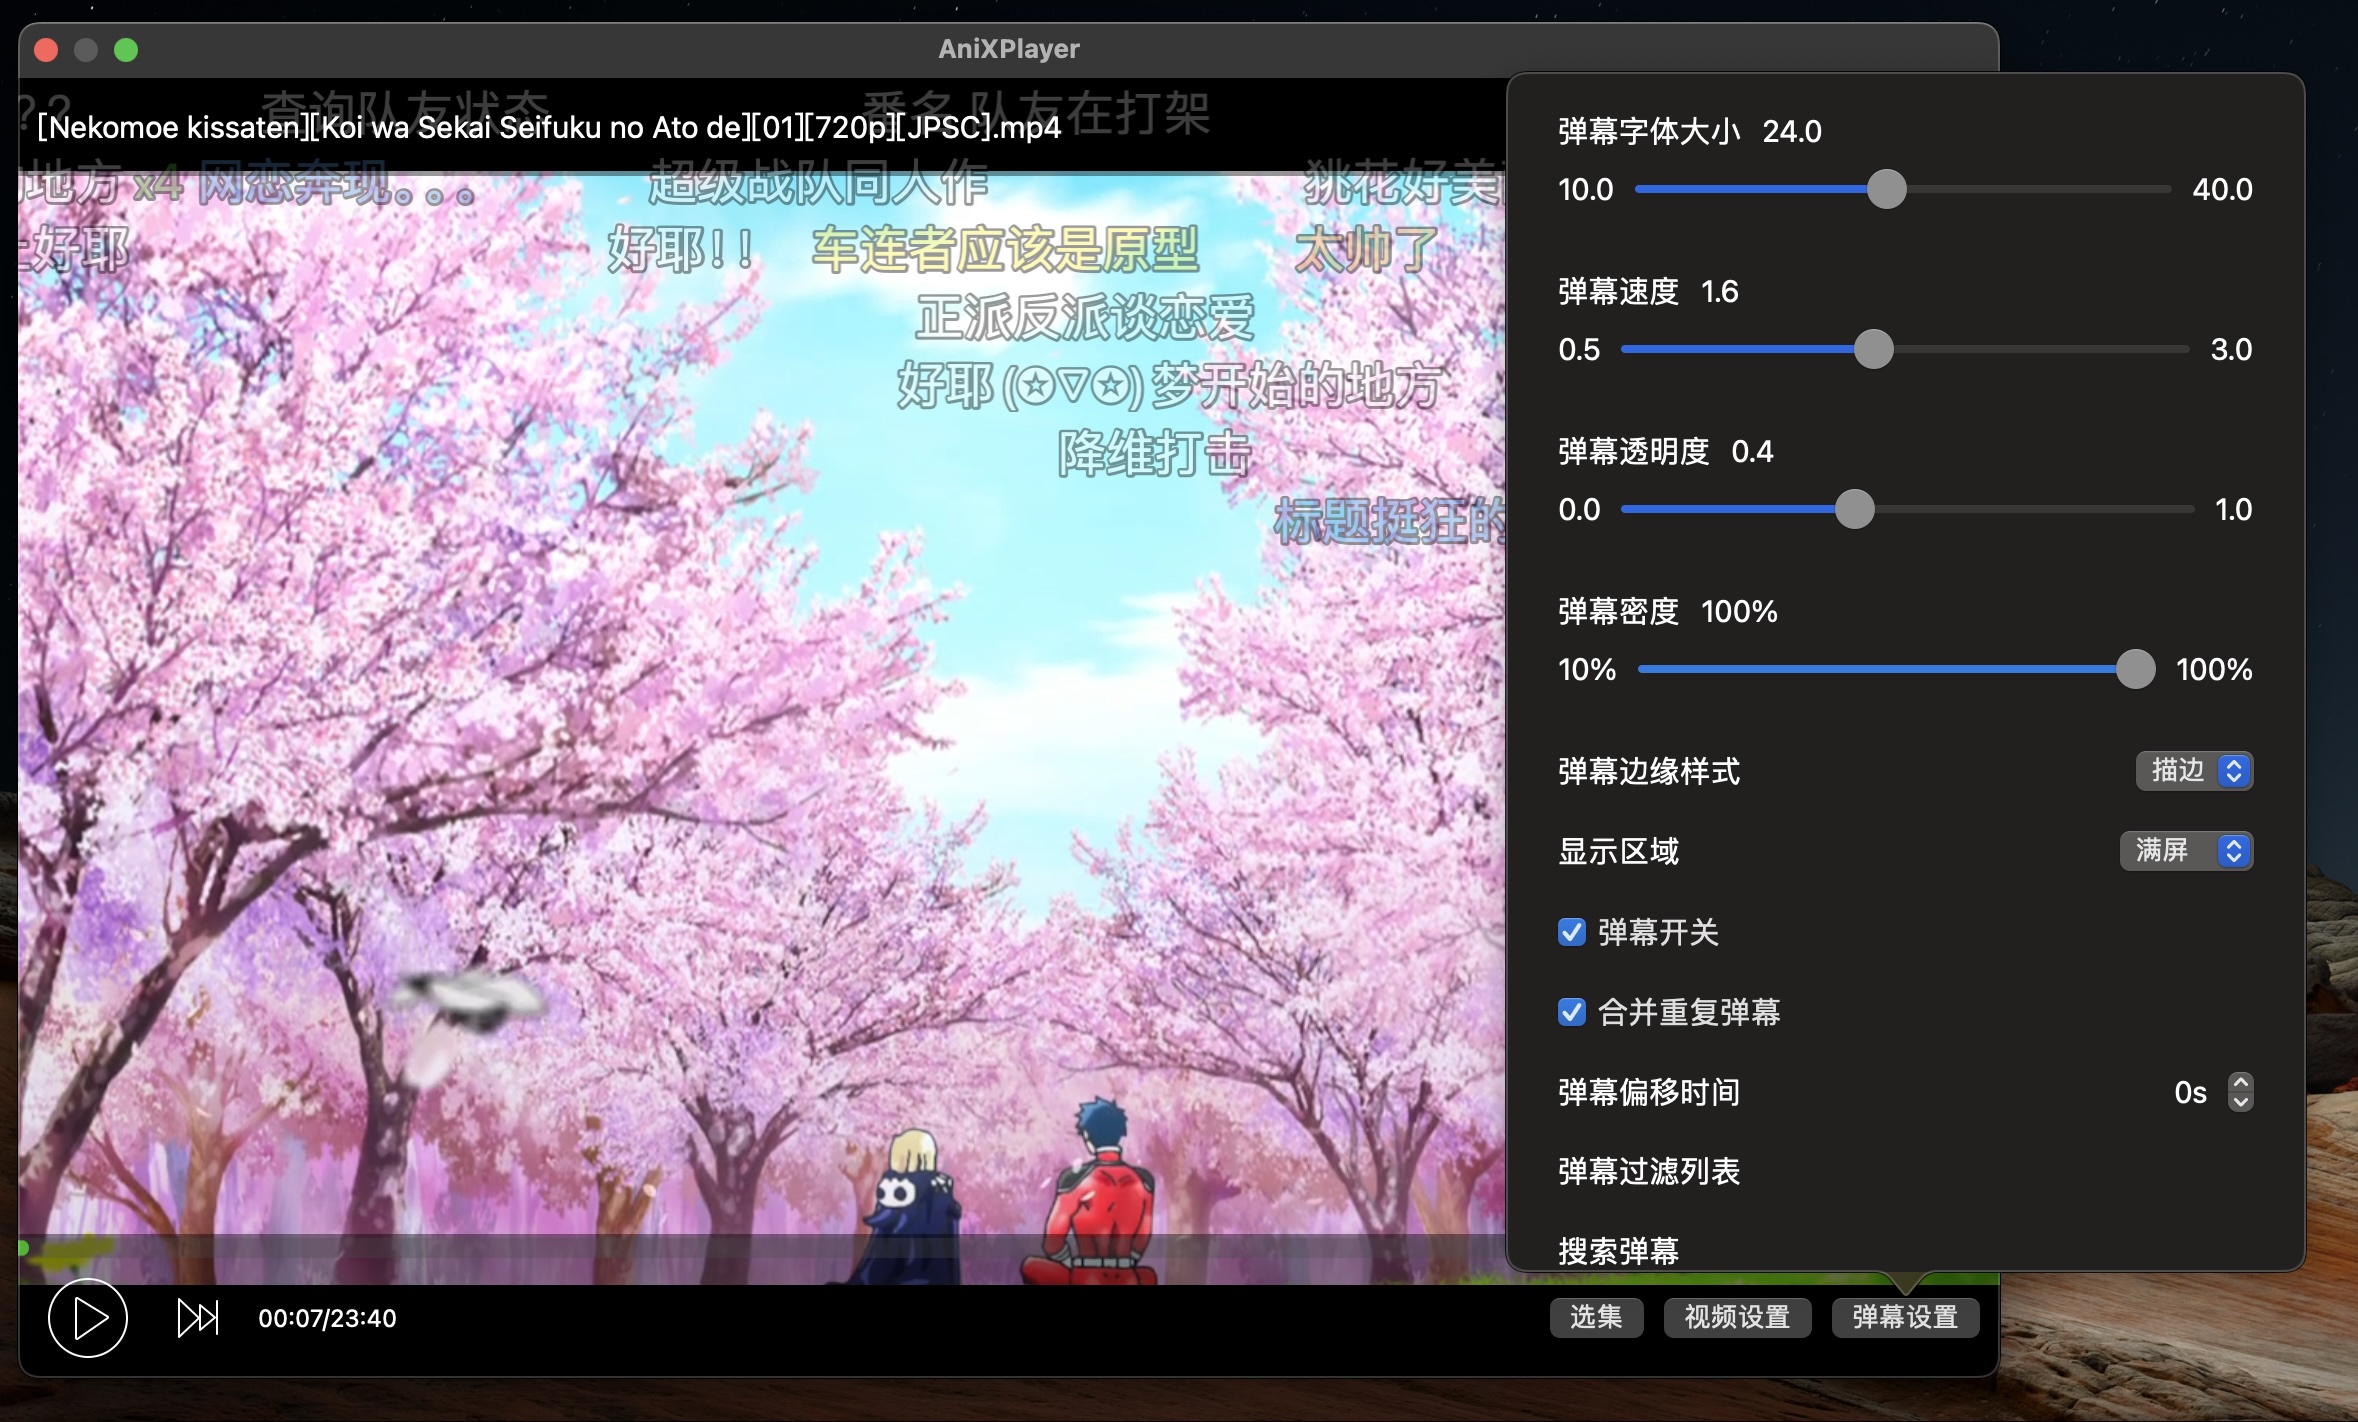 AniXPlayer
??
查询队友状态
番名 队友在打架
[Nekomoe kissaten][Koi wa Sekai Seifuku no Ato de][01][720p][JPSC].mp4
地方 x4 网恋奔现。。。
超级战队同人作
桃花好美
好耶
好耶!!
车连者应该是原型
太帅了
正派反派谈恋爱
好耶(✪▽✪)
梦开始的地方
降维打击
标题挺狂的
00:07/23:40
选集
视频设置
弹幕设置
弹幕字体大小 24.0
10.0 40.0
弹幕速度 1.6
0.5 3.0
弹幕透明度 0.4
0.0 1.0
弹幕密度 100%
10% 100%
弹幕边缘样式 描边
显示区域 满屏
弹幕开关
合并重复弹幕
弹幕偏移时间 0s
弹幕过滤列表
搜索弹幕